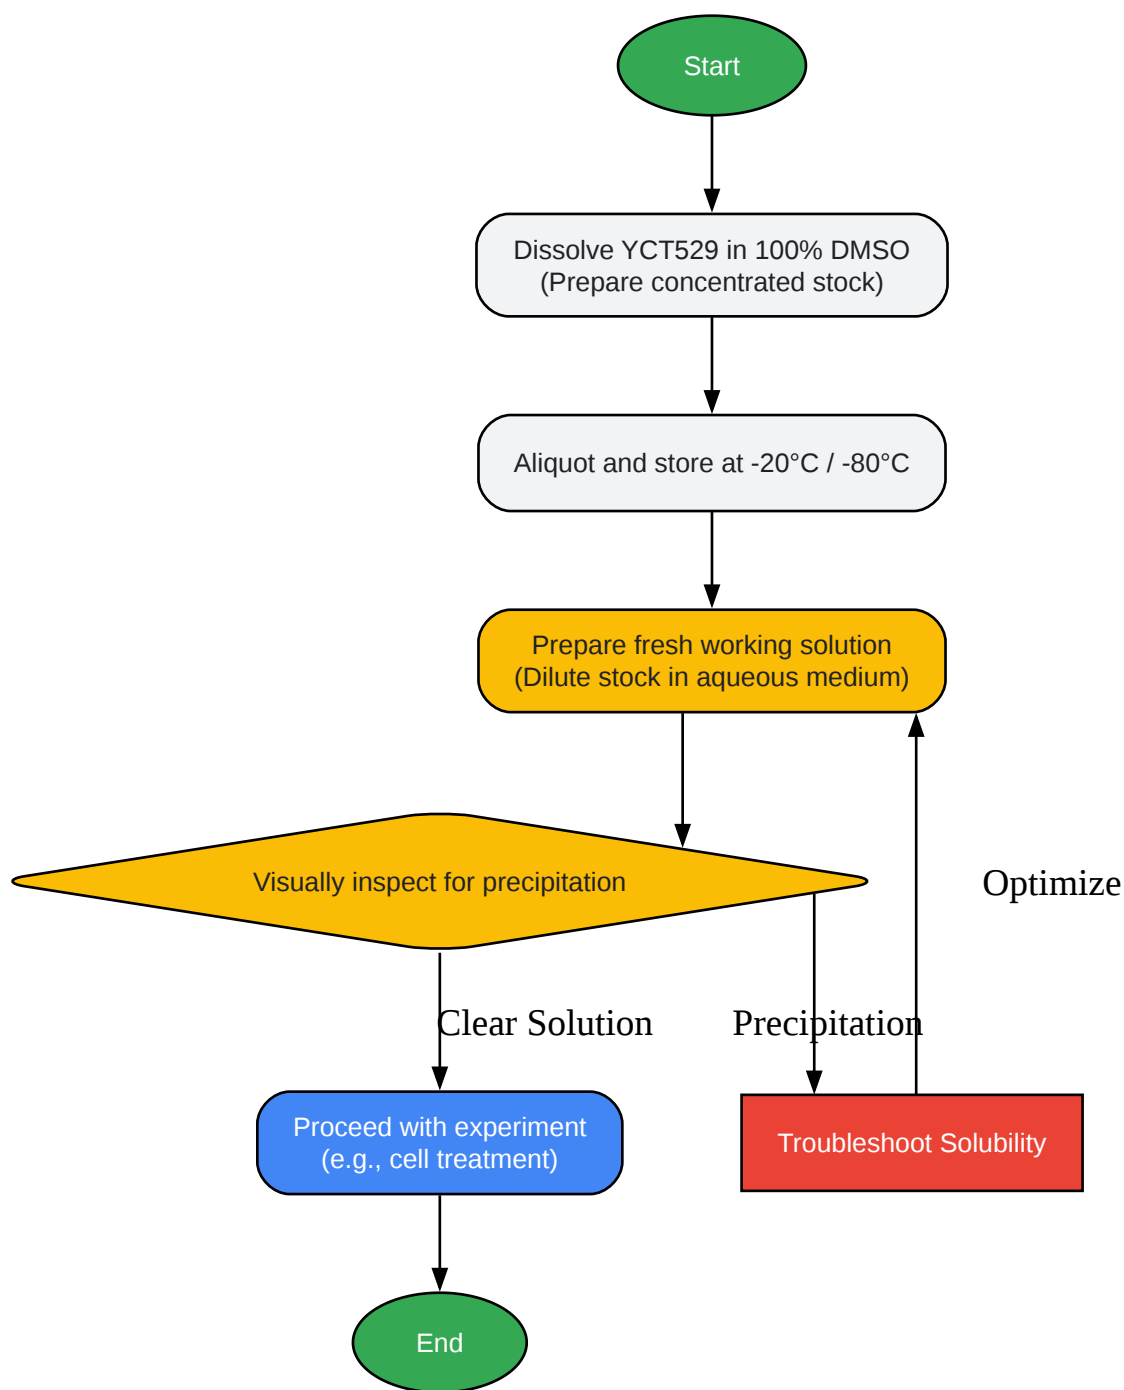 Start
Dissolve YCT529 in 100% DMSO
(Prepare concentrated stock)
Aliquot and store at -20°C / -80°C
Prepare fresh working solution
(Dilute stock in aqueous medium)
Visually inspect for precipitation
Optimize
Clear Solution
Precipitation
Proceed with experiment
(e.g., cell treatment)
Troubleshoot Solubility
End